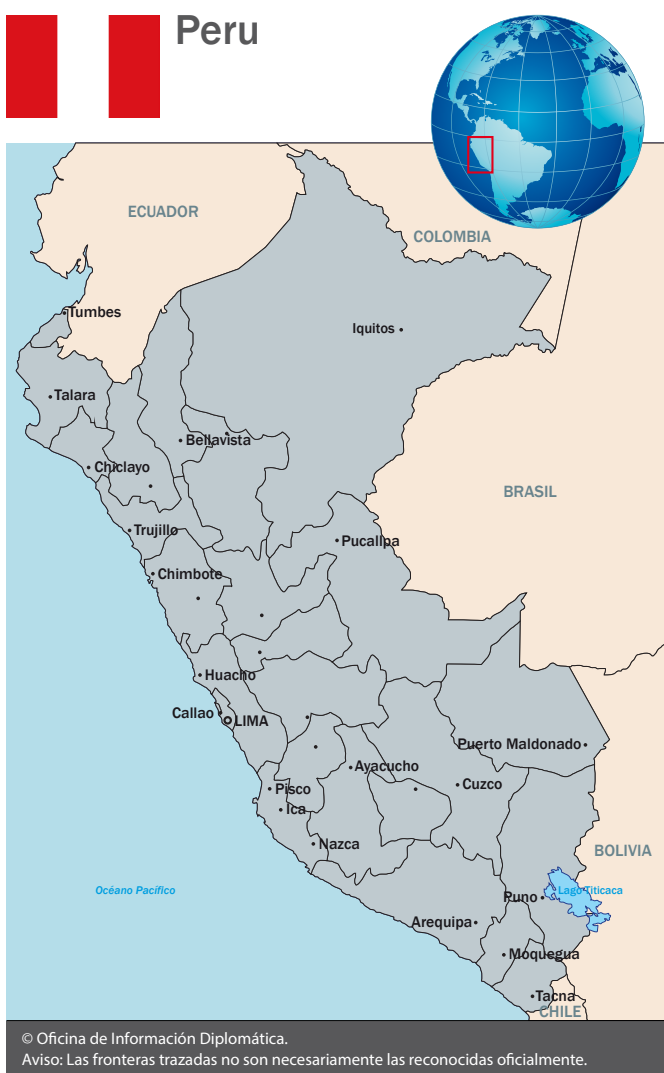 Peru
ECUADOR
COLOMBIA
Tumbes
Iquitos
Talara
Bellavista
Chiclayo
BRASIL
Trujillo
Pucallpa
Chimbote
Huacho
Callao
LIMA
Puerto Maldonado
Ayacucho
Cuzco
Pisco
Ica
Nazca
BOLIVIA
Océano Pacífico
Lago Titicaca
Puno
Arequipa
Moquegua
Tacna
CHILE
© Oficina de Información Diplomática.
Aviso: Las fronteras trazadas no son necesariamente las reconocidas oficialmente.